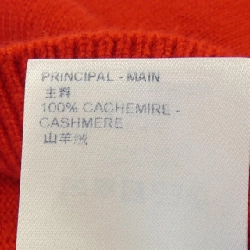 PRINCIPAL - MAIN
主料
100% CACHEMIRE -
CASHMERE
山羊绒